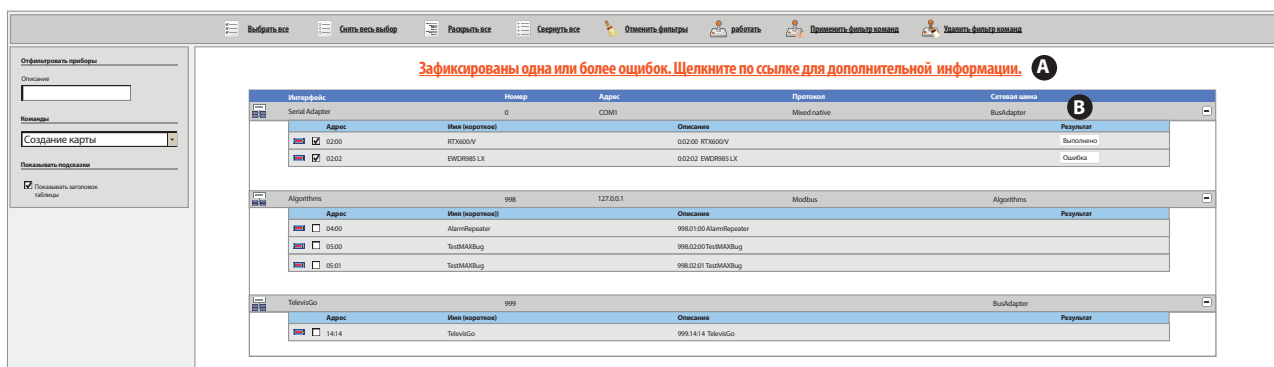 Выбрать все Снять весь выбор Раскрыть все Свернуть все Отменить фильтры работать Применить фильтр команд Удалить фильтр команд
Отфильтровать приборы
Описание
Команды
Создание карты
Показывать подсказки
Показывать заголовок
таблицы
Зафиксированы одна или более ощибок. Щелкните по ссылке для дополнительной информации. A
Интерфейс Номер Адрес Протокол Сетевая шина
B
Serial Adapter 0 COM1 Mixed native BusAdapter
Адрес Имя (короткое) Описание Результат
02:00 RTX600/V 0.02:00 RTX600/V Выполнено
02:02 EWDR985 LX 0.02:02 EWDR985 LX Ошибка
Algorithms 998 127.0.0.1 Modbus Algorithms
Адрес Имя (короткое)) Описание Результат
04:00 AlarmRepeater 998.01:00 AlarmRepeater
05:00 TestMAXBug 998.02:00 TestMAXBug
05:01 TestMAXBug 998.02:01 TestMAXBug
TelevisGo 999 BusAdapter
Адрес Имя (короткое) Описание Результат
14:14 TelevisGo 999.14:14 TelevisGo